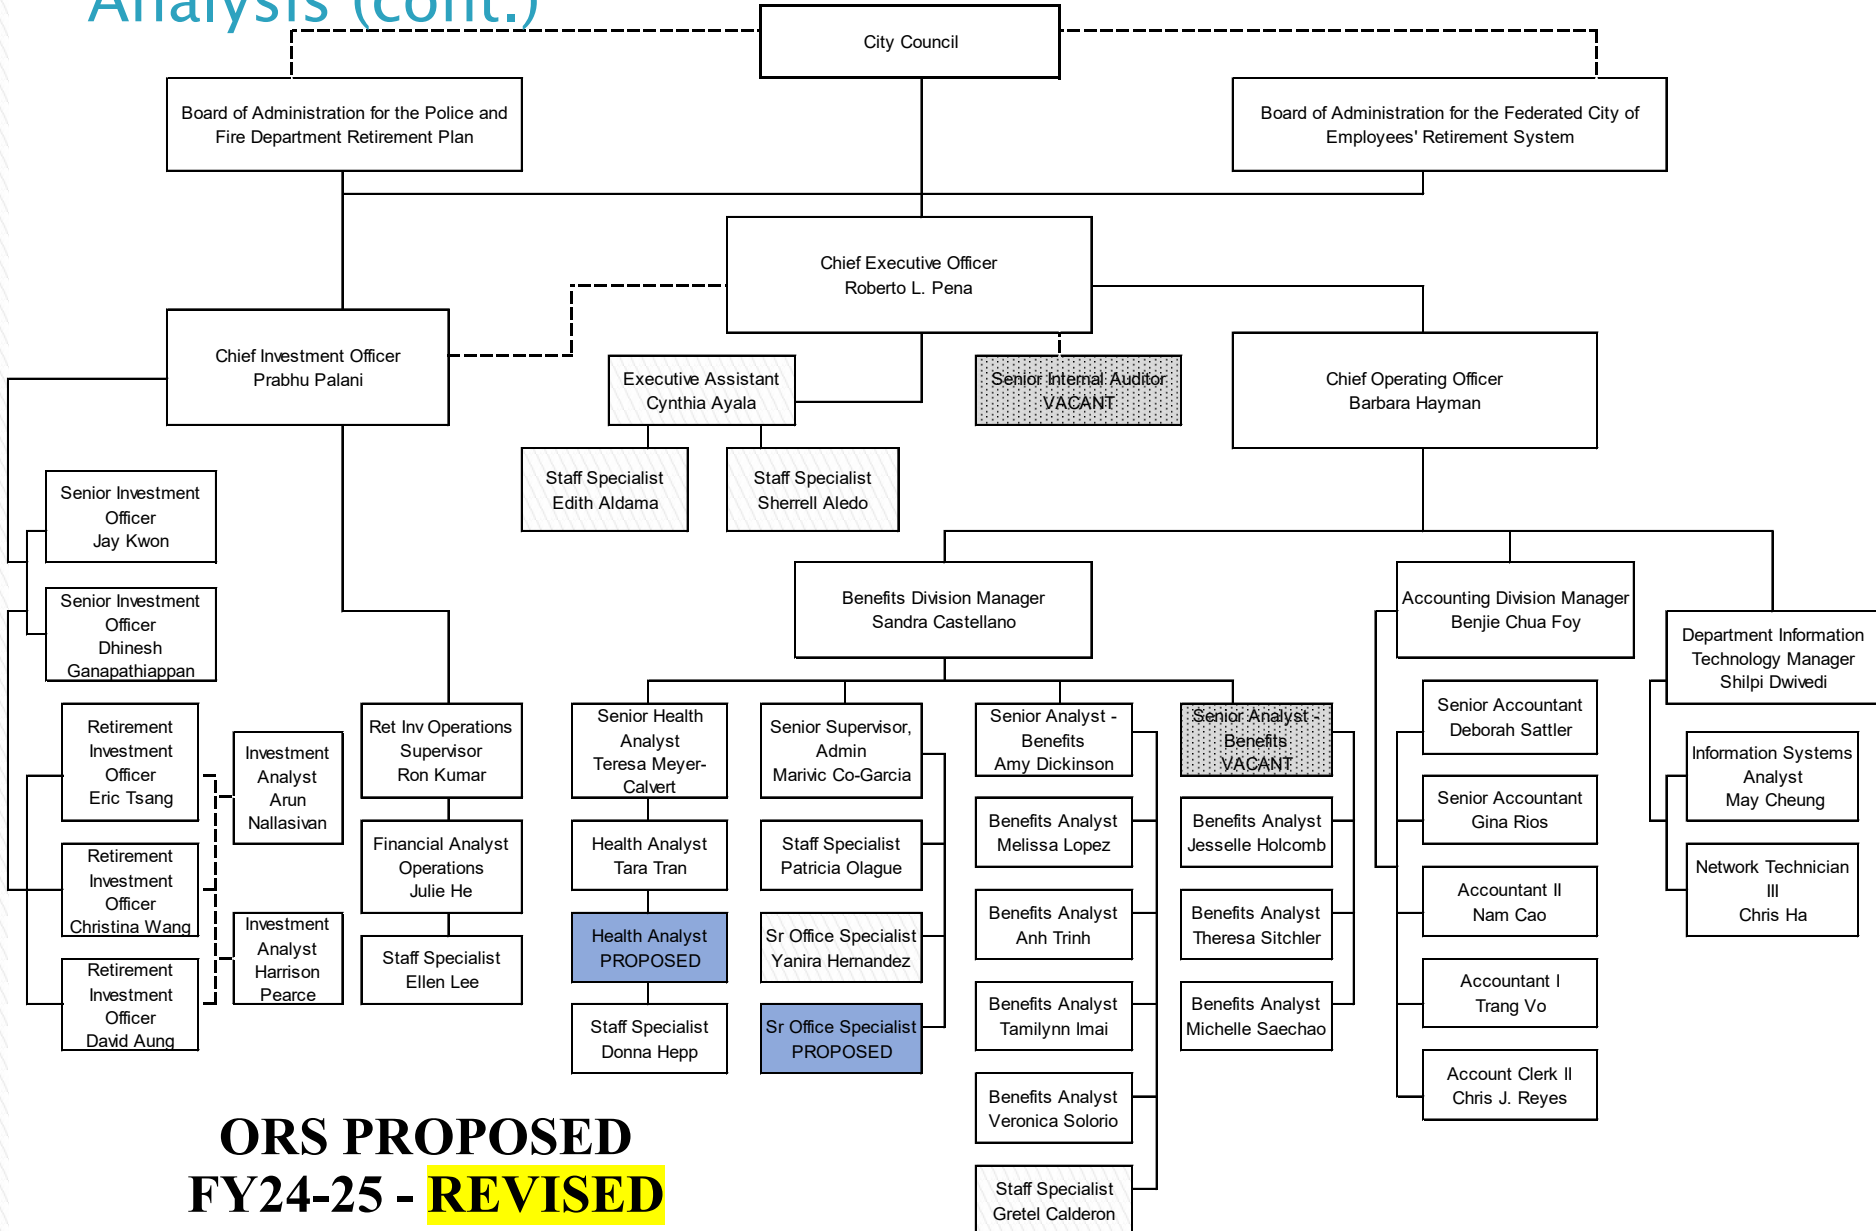 Analysis (cont.)
City Council
Board of Administration for the Police and
Fire Department Retirement Plan
Board of Administration for the Federated City of
Employees' Retirement System
Chief Executive Officer
Roberto L. Pena
Chief Investment Officer
Prabhu Palani
Executive Assistant
Cynthia Ayala
Senior Internal Auditor
VACANT
Chief Operating Officer
Barbara Hayman
Staff Specialist
Edith Aldama
Staff Specialist
Sherrell Aledo
Senior Investment
Officer
Jay Kwon
Senior Investment
Officer
Dhinesh
Ganapathiappan
Benefits Division Manager
Sandra Castellano
Accounting Division Manager
Benjie Chua Foy
Department Information
Technology Manager
Shilpi Dwivedi
Retirement
Investment
Officer
Eric Tsang
Retirement
Investment
Officer
Christina Wang
Retirement
Investment
Officer
David Aung
Investment
Analyst
Arun
Nallasivan
Investment
Analyst
Harrison
Pearce
Ret Inv Operations
Supervisor
Ron Kumar
Financial Analyst
Operations
Julie He
Staff Specialist
Ellen Lee
Senior Health
Analyst
Teresa Meyer-
Calvert
Health Analyst
Tara Tran
Health Analyst
PROPOSED
Staff Specialist
Donna Hepp
Senior Supervisor,
Admin
Marivic Co-Garcia
Staff Specialist
Patricia Olague
Sr Office Specialist
Yanira Hernandez
Sr Office Specialist
PROPOSED
Senior Analyst -
Benefits
Amy Dickinson
Benefits Analyst
Melissa Lopez
Benefits Analyst
Anh Trinh
Benefits Analyst
Tamilynn Imai
Benefits Analyst
Veronica Solorio
Staff Specialist
Gretel Calderon
Senior Analyst -
Benefits
VACANT
Benefits Analyst
Jesselle Holcomb
Benefits Analyst
Theresa Sitchler
Benefits Analyst
Michelle Saechao
Senior Accountant
Deborah Sattler
Senior Accountant
Gina Rios
Accountant II
Nam Cao
Accountant I
Trang Vo
Account Clerk II
Chris J. Reyes
Information Systems
Analyst
May Cheung
Network Technician
III
Chris Ha
ORS PROPOSED
FY24-25 - REVISED